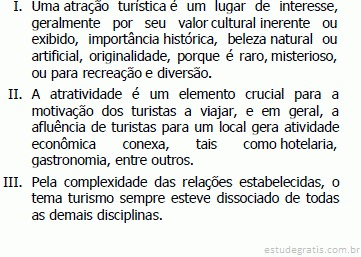 I. Uma atração turística é um lugar de interesse,
geralmente por seu valor cultural inerente ou
exibido, importância histórica, beleza natural ou
artificial, originalidade, porque é raro, misterioso,
ou para recreação e diversão.
II. A atratividade é um elemento crucial para a
motivação dos turistas a viajar, e em geral, a
afluência de turistas para um local gera atividade
econômica conexa, tais como hotelaria,
gastronomia, entre outros.
III. Pela complexidade das relações estabelecidas, o
tema turismo sempre esteve dissociado de todas
as demais disciplinas.
estudegratis.com.br